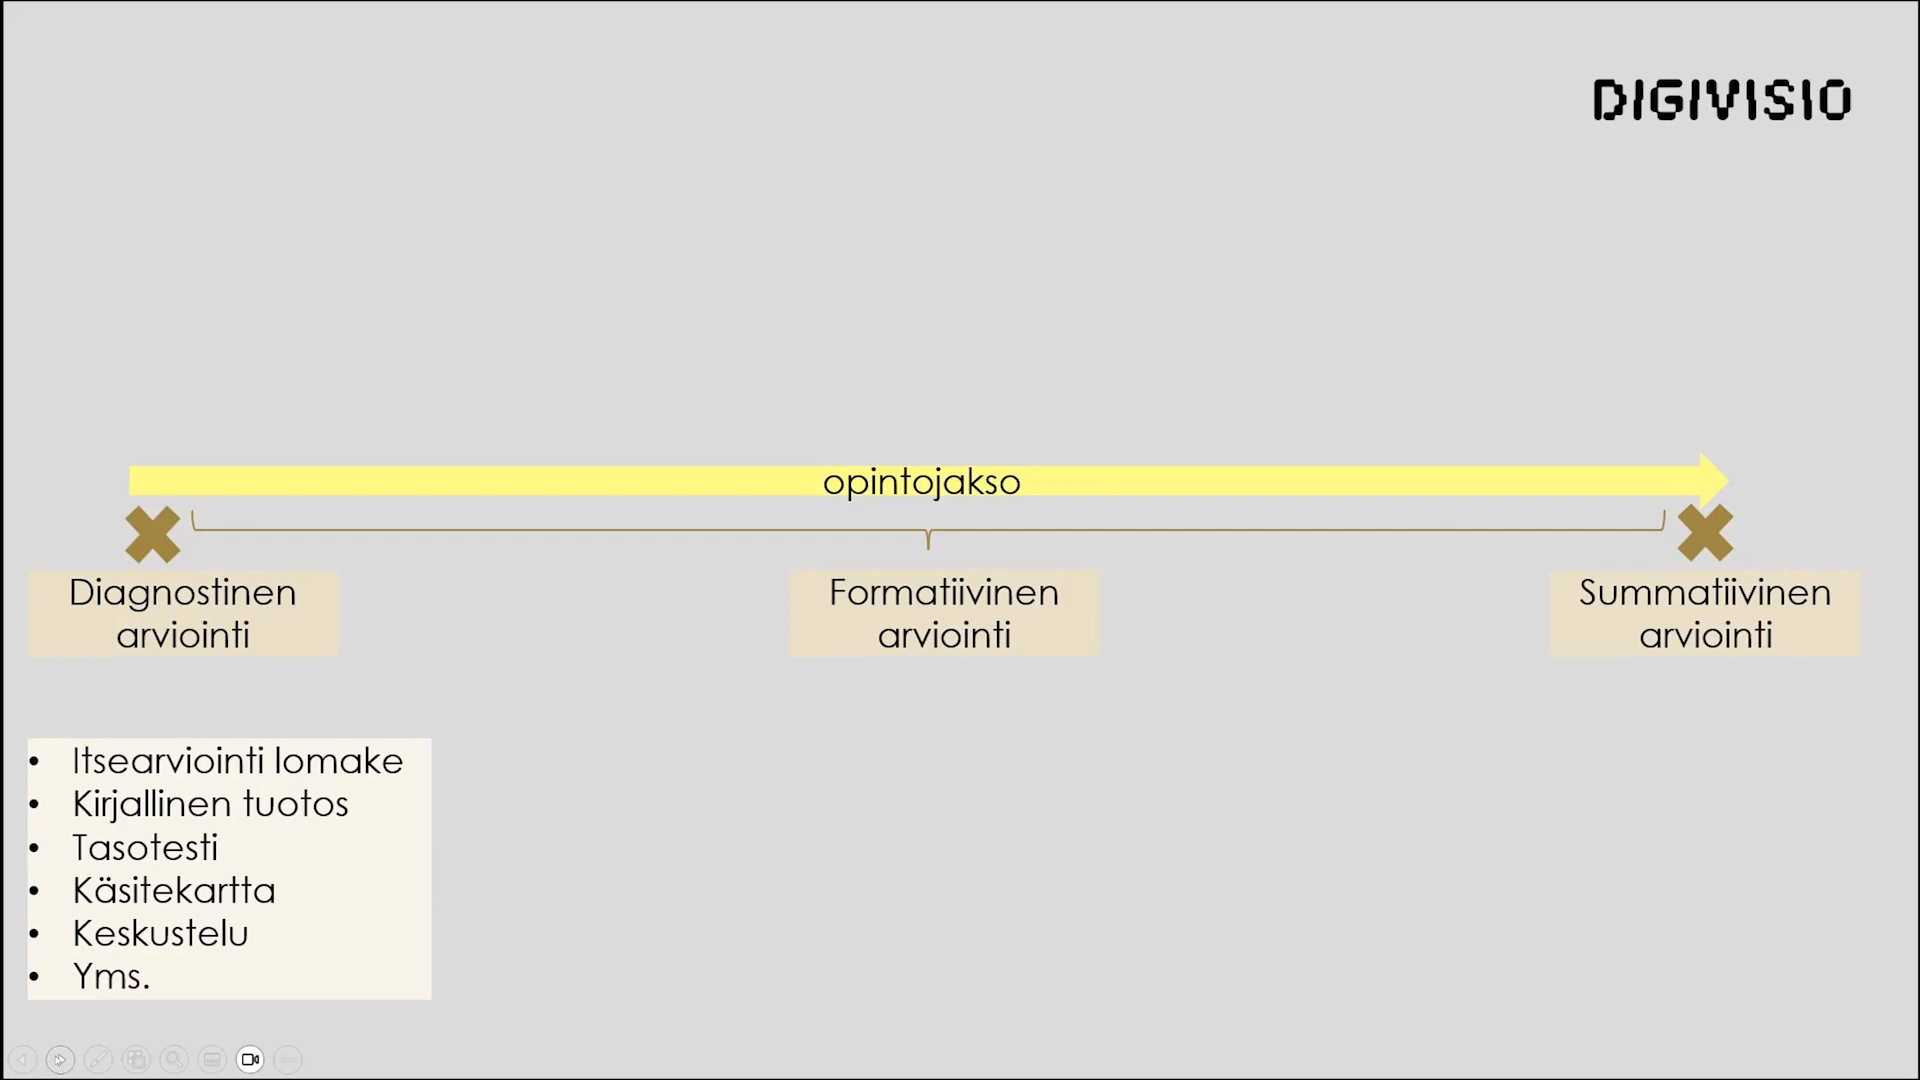 DIGIVISIO
opintojakso
Diagnostinen
arviointi
Formatiivinen
arviointi
Summatiivinen
arviointi
• Itsearviointi lomake
• Kirjallinen tuotos
• Tasotesti
• Käsitekartta
• Keskustelu
• Yms.